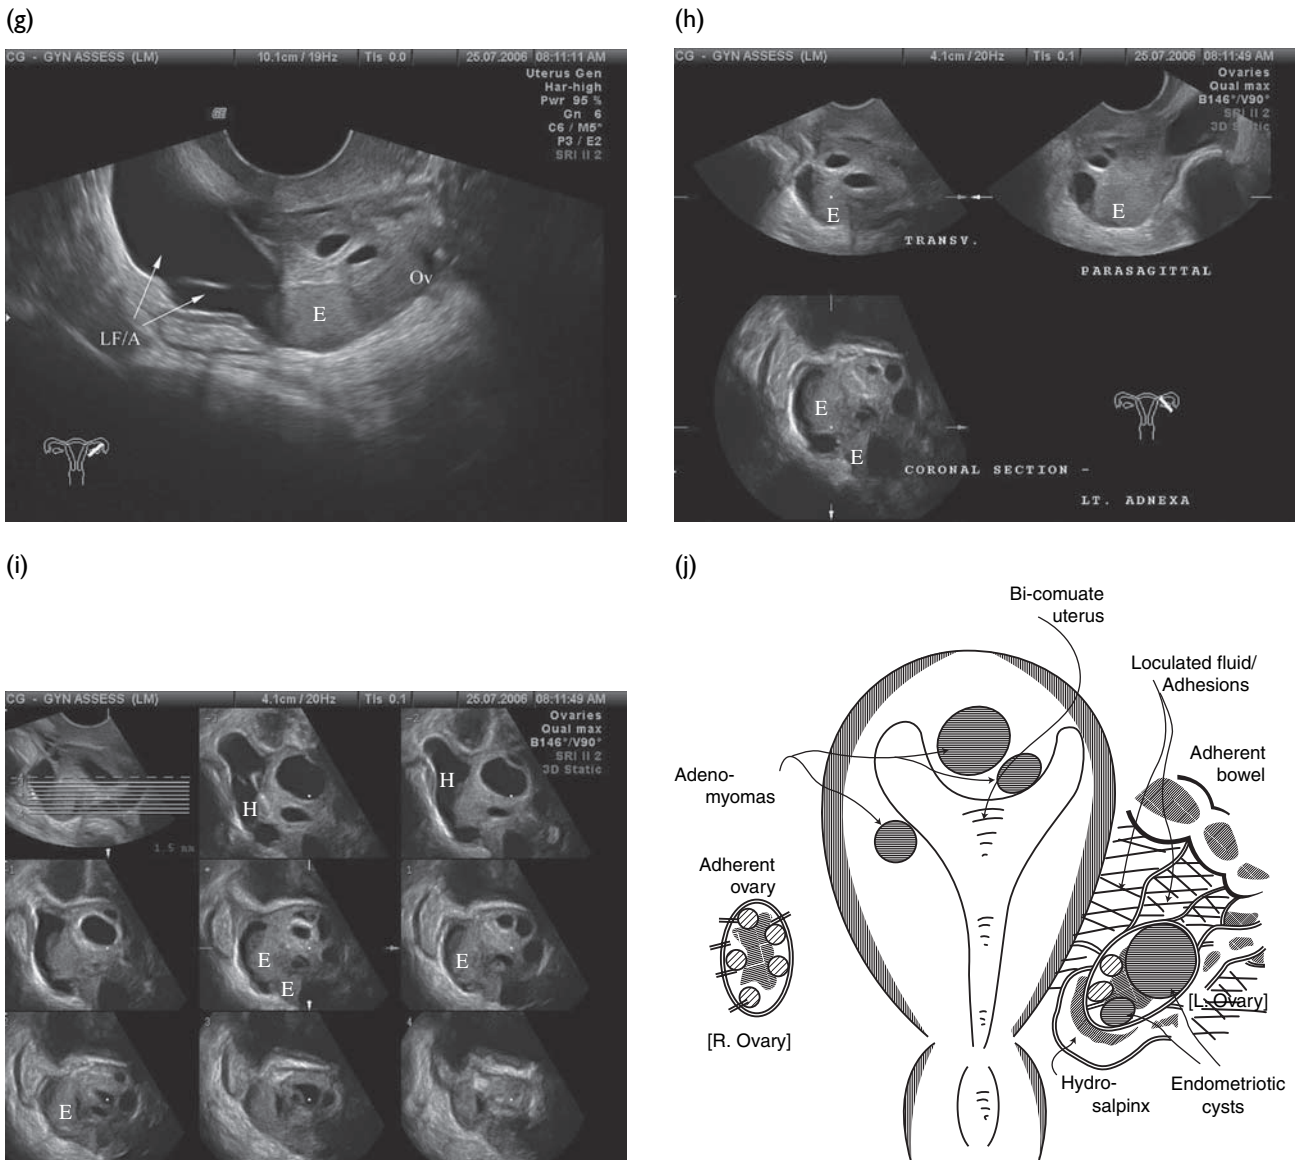 (g)
CG - GYN ASSESS (LM) 10.1cm / 19Hz TIs 0.0 25.07.2006 08:11:11 AM
Uterus Gen
Har-high
Pwr 95 %
Gn 6
C6 / M5
P3 / E2
SRI II 2
Ov
E
LF/A
(h)
CG - GYN ASSESS (LM) 4.1cm / 20Hz TIs 0.1 25.07.2006 08:11:49 AM
Ovaries
Qual max
B146°/V90°
SRI II 2
3D Static
E
E
TRANSV.
PARASAGITTAL
E
E
CORONAL SECTION -
LT. ADNEXA
(i)
CG - GYN ASSESS (LM) 4.1cm / 20Hz TIs 0.1 25.07.2006 08:11:49 AM
Ovaries
Qual max
B146°/V90°
SRI II 2
3D Static
H
H
1.5 mm
E
E
E
1
2
3
4
E
(j)
Bi-comuate
uterus
Loculated fluid/
Adhesions
Adherent
bowel
Adeno-
myomas
Adherent
ovary
[R. Ovary]
[L. Ovary]
Hydro-
salpinx
Endometriotic
cysts